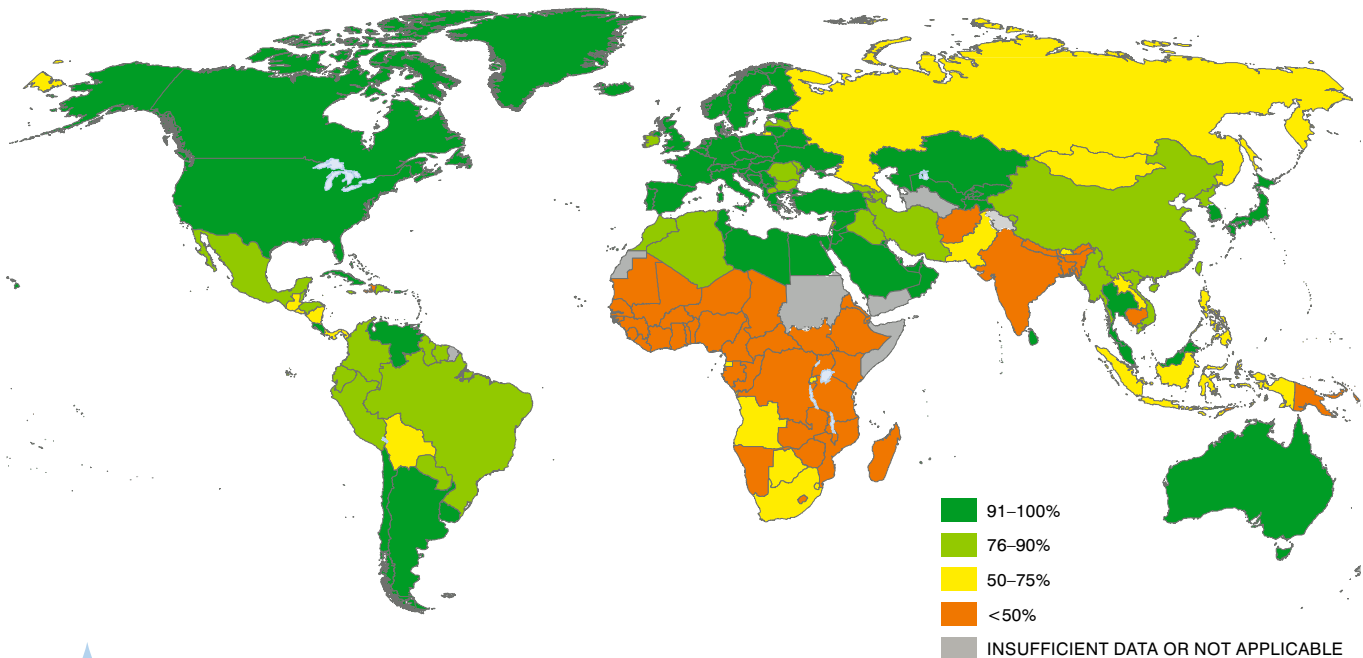 91–100%
76–90%
50–75%
<50%
INSUFFICIENT DATA OR NOT APPLICABLE